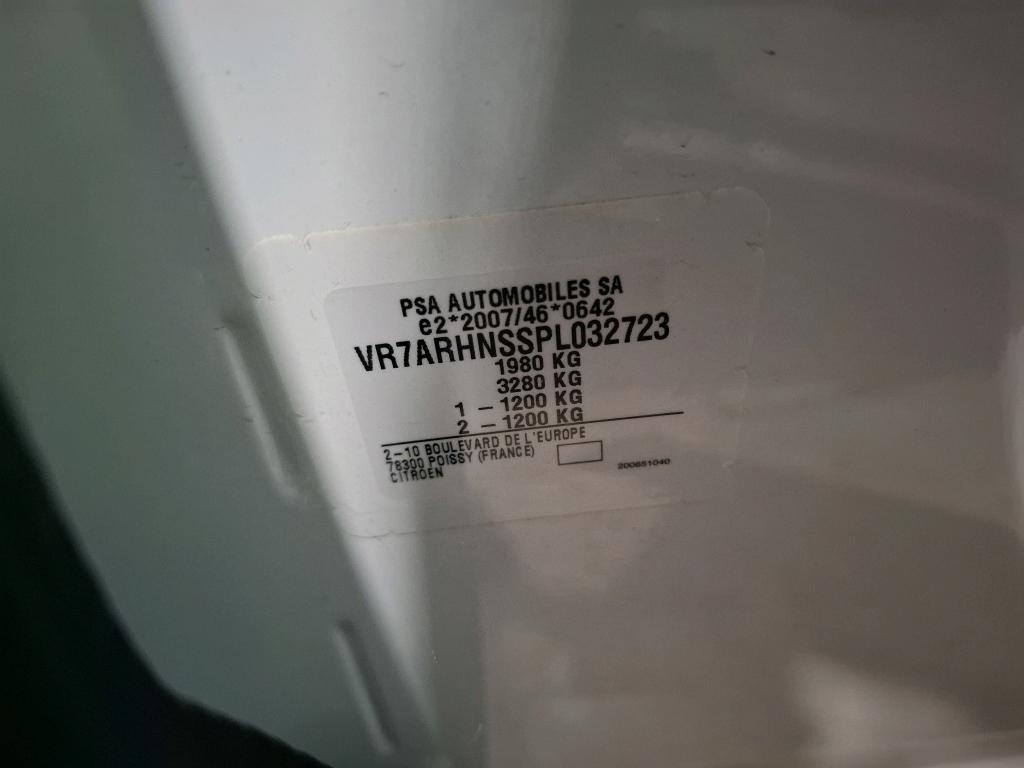 PSA AUTOMOBILES SA
e2*2007/46*0642
VR7ARHNSSPL032723
1980 KG
3280 KG
1 - 1200 KG
2 - 1200 KG
2-10 BOULEVARD DE L'EUROPE
78300 POISSY (FRANCE)
CITROEN
200651040